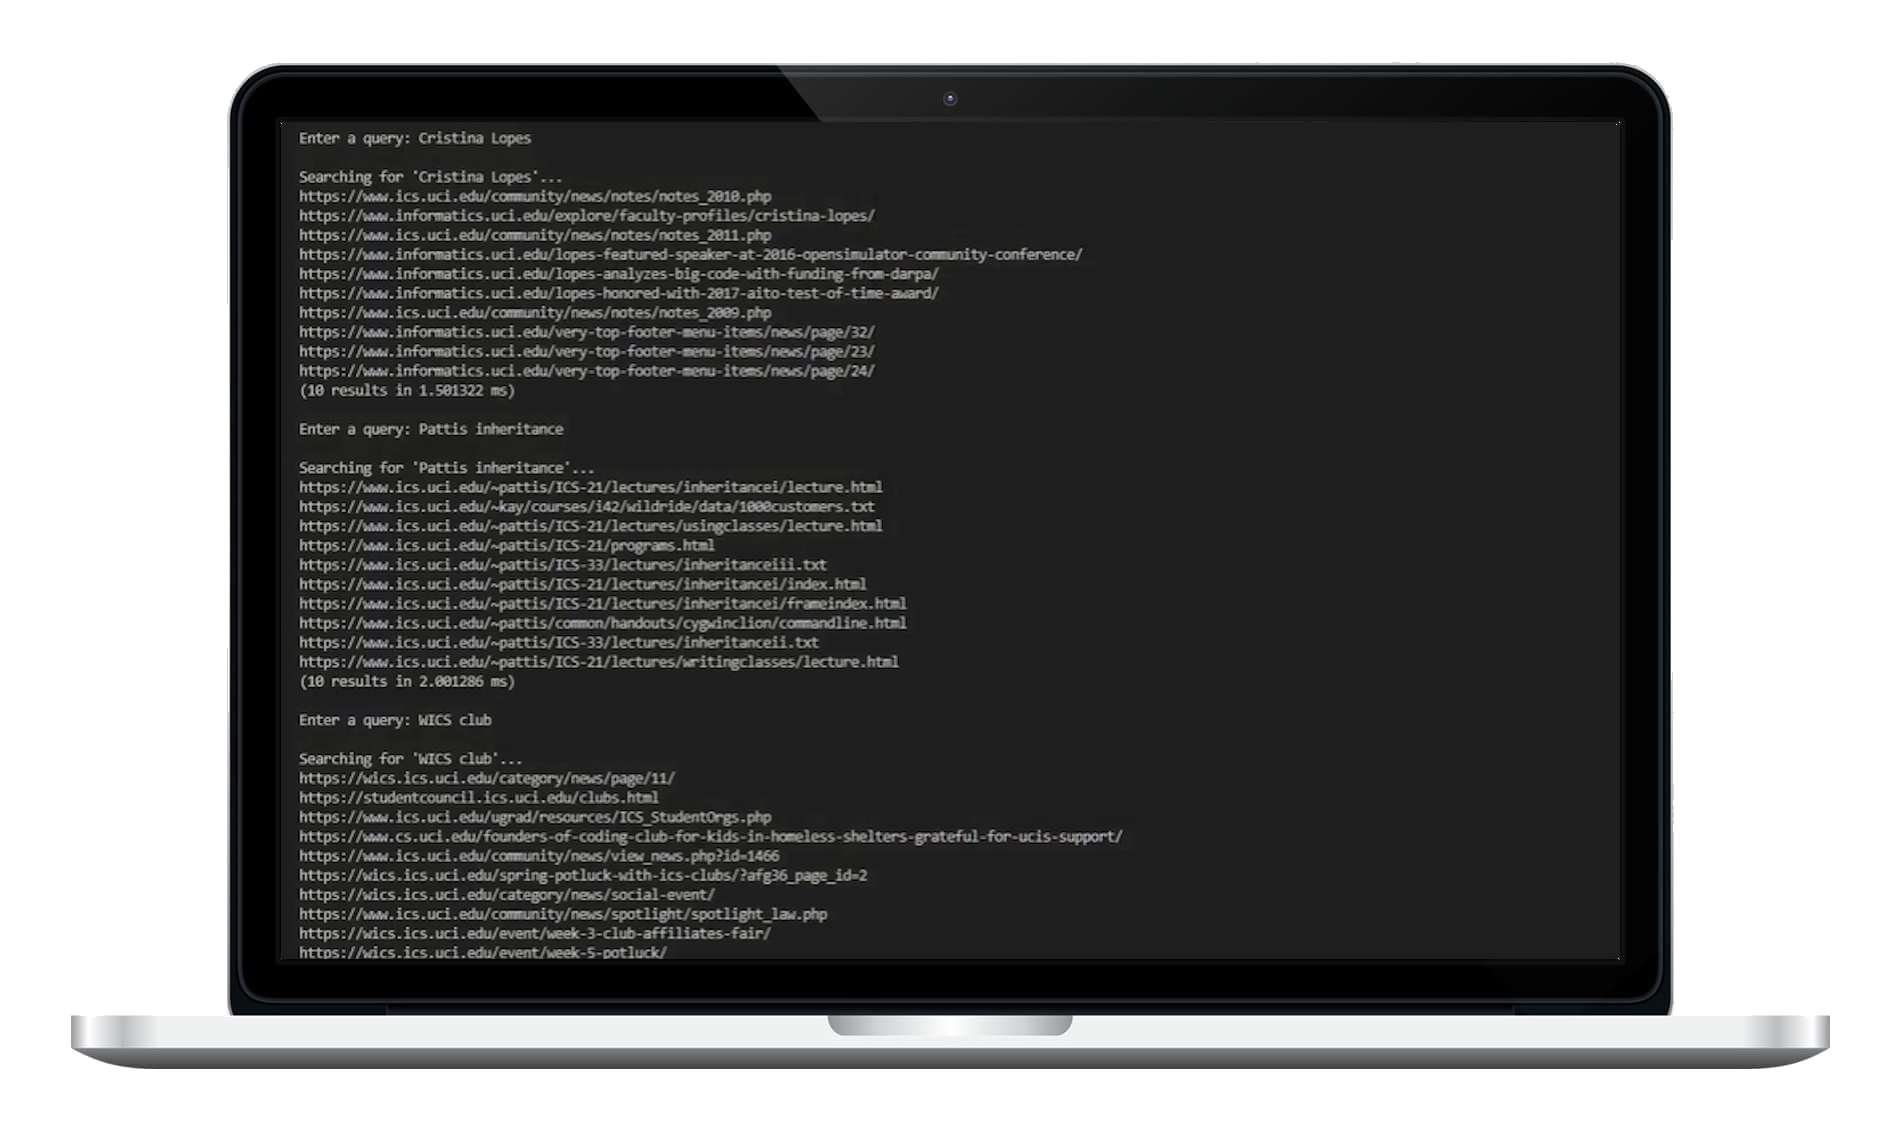 Enter a query: Cristina Lopes
Searching for 'Cristina Lopes'...
https://www.ics.uci.edu/community/news/notes/notes_2010.php
https://www.informatics.uci.edu/explore/faculty-profiles/cristina-lopes/
https://www.ics.uci.edu/community/news/notes/notes_2011.php
https://www.informatics.uci.edu/lopes-featured-speaker-at-2016-opensimulator-community-conference/
https://www.informatics.uci.edu/lopes-analyzes-big-code-with-funding-from-darpa/
https://www.informatics.uci.edu/lopes-honored-with-2017-aito-test-of-time-award/
https://www.ics.uci.edu/community/news/notes/notes_2009.php
https://www.informatics.uci.edu/very-top-footer-menu-items/news/page/32/
https://www.informatics.uci.edu/very-top-footer-menu-items/news/page/23/
https://www.informatics.uci.edu/very-top-footer-menu-items/news/page/24/
(10 results in 1.501322 ms)
Enter a query: Pattis inheritance
Searching for 'Pattis inheritance'...
https://www.ics.uci.edu/~pattis/ICS-21/lectures/inheritancei/lecture.html
https://www.ics.uci.edu/~kay/courses/i42/wildride/data/1000customers.txt
https://www.ics.uci.edu/~pattis/ICS-21/lectures/usingclasses/lecture.html
https://www.ics.uci.edu/~pattis/ICS-21/programs.html
https://www.ics.uci.edu/~pattis/ICS-33/lectures/inheritanceiii.txt
https://www.ics.uci.edu/~pattis/ICS-21/lectures/inheritancei/index.html
https://www.ics.uci.edu/~pattis/ICS-21/lectures/inheritancei/frameindex.html
https://www.ics.uci.edu/~pattis/common/handouts/cygwinclion/commandline.html
https://www.ics.uci.edu/~pattis/ICS-33/lectures/inheritanceii.txt
https://www.ics.uci.edu/~pattis/ICS-21/lectures/writingclasses/lecture.html
(10 results in 2.001286 ms)
Enter a query: WICS club
Searching for 'WICS club'...
https://wics.ics.uci.edu/category/news/page/11/
https://studentcouncil.ics.uci.edu/clubs.html
https://www.ics.uci.edu/ugrad/resources/ICS_StudentOrgs.php
https://www.cs.uci.edu/founders-of-coding-club-for-kids-in-homeless-shelters-grateful-for-ucis-support/
https://www.ics.uci.edu/community/news/view_news.php?id=1466
https://wics.ics.uci.edu/spring-potluck-with-ics-clubs/?afg36_page_id=2
https://wics.ics.uci.edu/category/news/social-event/
https://www.ics.uci.edu/community/news/spotlight/spotlight_law.php
https://wics.ics.uci.edu/event/week-3-club-affiliates-fair/
https://wics.ics.uci.edu/event/week-5-potluck/